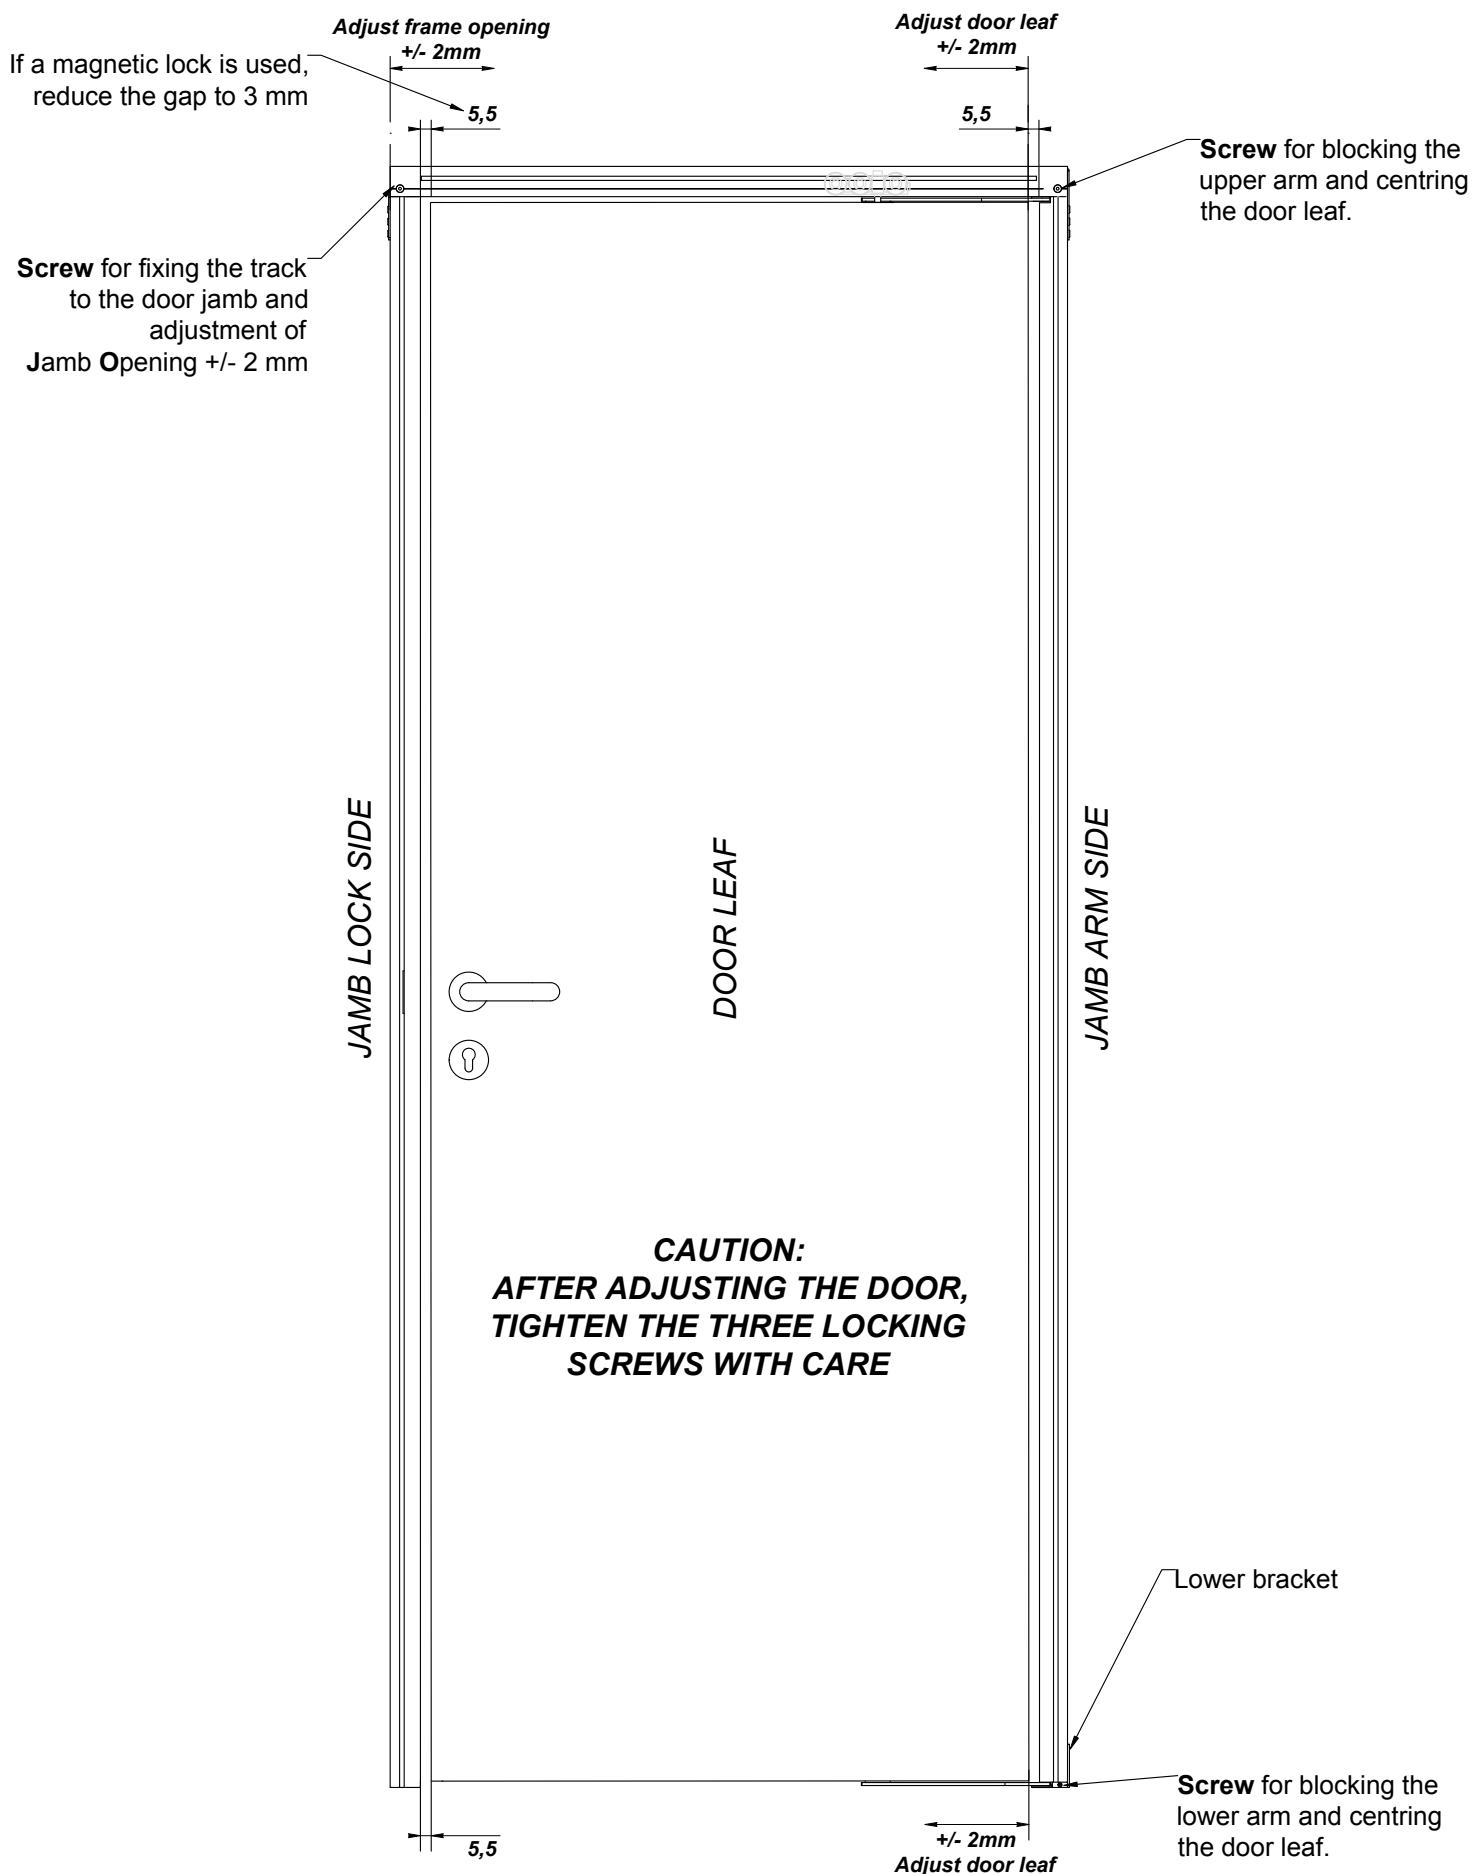 Adjust frame opening
+/- 2mm
Adjust door leaf
+/- 2mm
If a magnetic lock is used,
reduce the gap to 3 mm
5,5
5,5
Screw for blocking the
upper arm and centring
the door leaf.
Screw for fixing the track
to the door jamb and
adjustment of
Jamb Opening +/- 2 mm
JAMB LOCK SIDE
DOOR LEAF
JAMB ARM SIDE
CAUTION:
AFTER ADJUSTING THE DOOR,
TIGHTEN THE THREE LOCKING
SCREWS WITH CARE
Lower bracket
Screw for blocking the
lower arm and centring
the door leaf.
5,5
+/- 2mm
Adjust door leaf